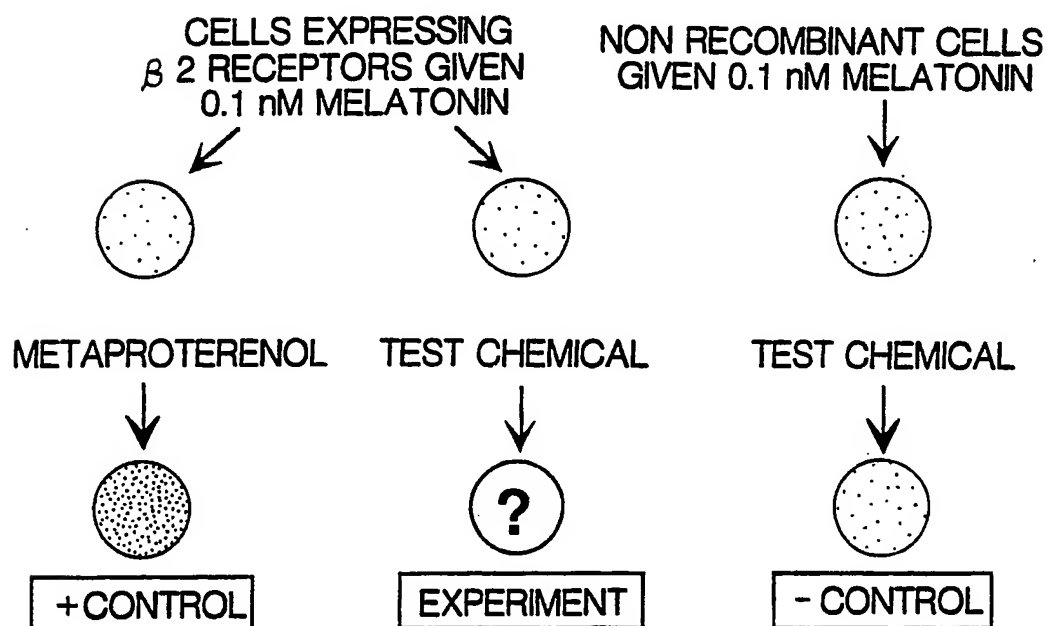 CELLS EXPRESSING
β 2 RECEPTORS GIVEN
0.1 nM MELATONIN
NON RECOMBINANT CELLS
GIVEN 0.1 nM MELATONIN
METAPROTERENOL
TEST CHEMICAL
TEST CHEMICAL
?
+CONTROL
EXPERIMENT
- CONTROL